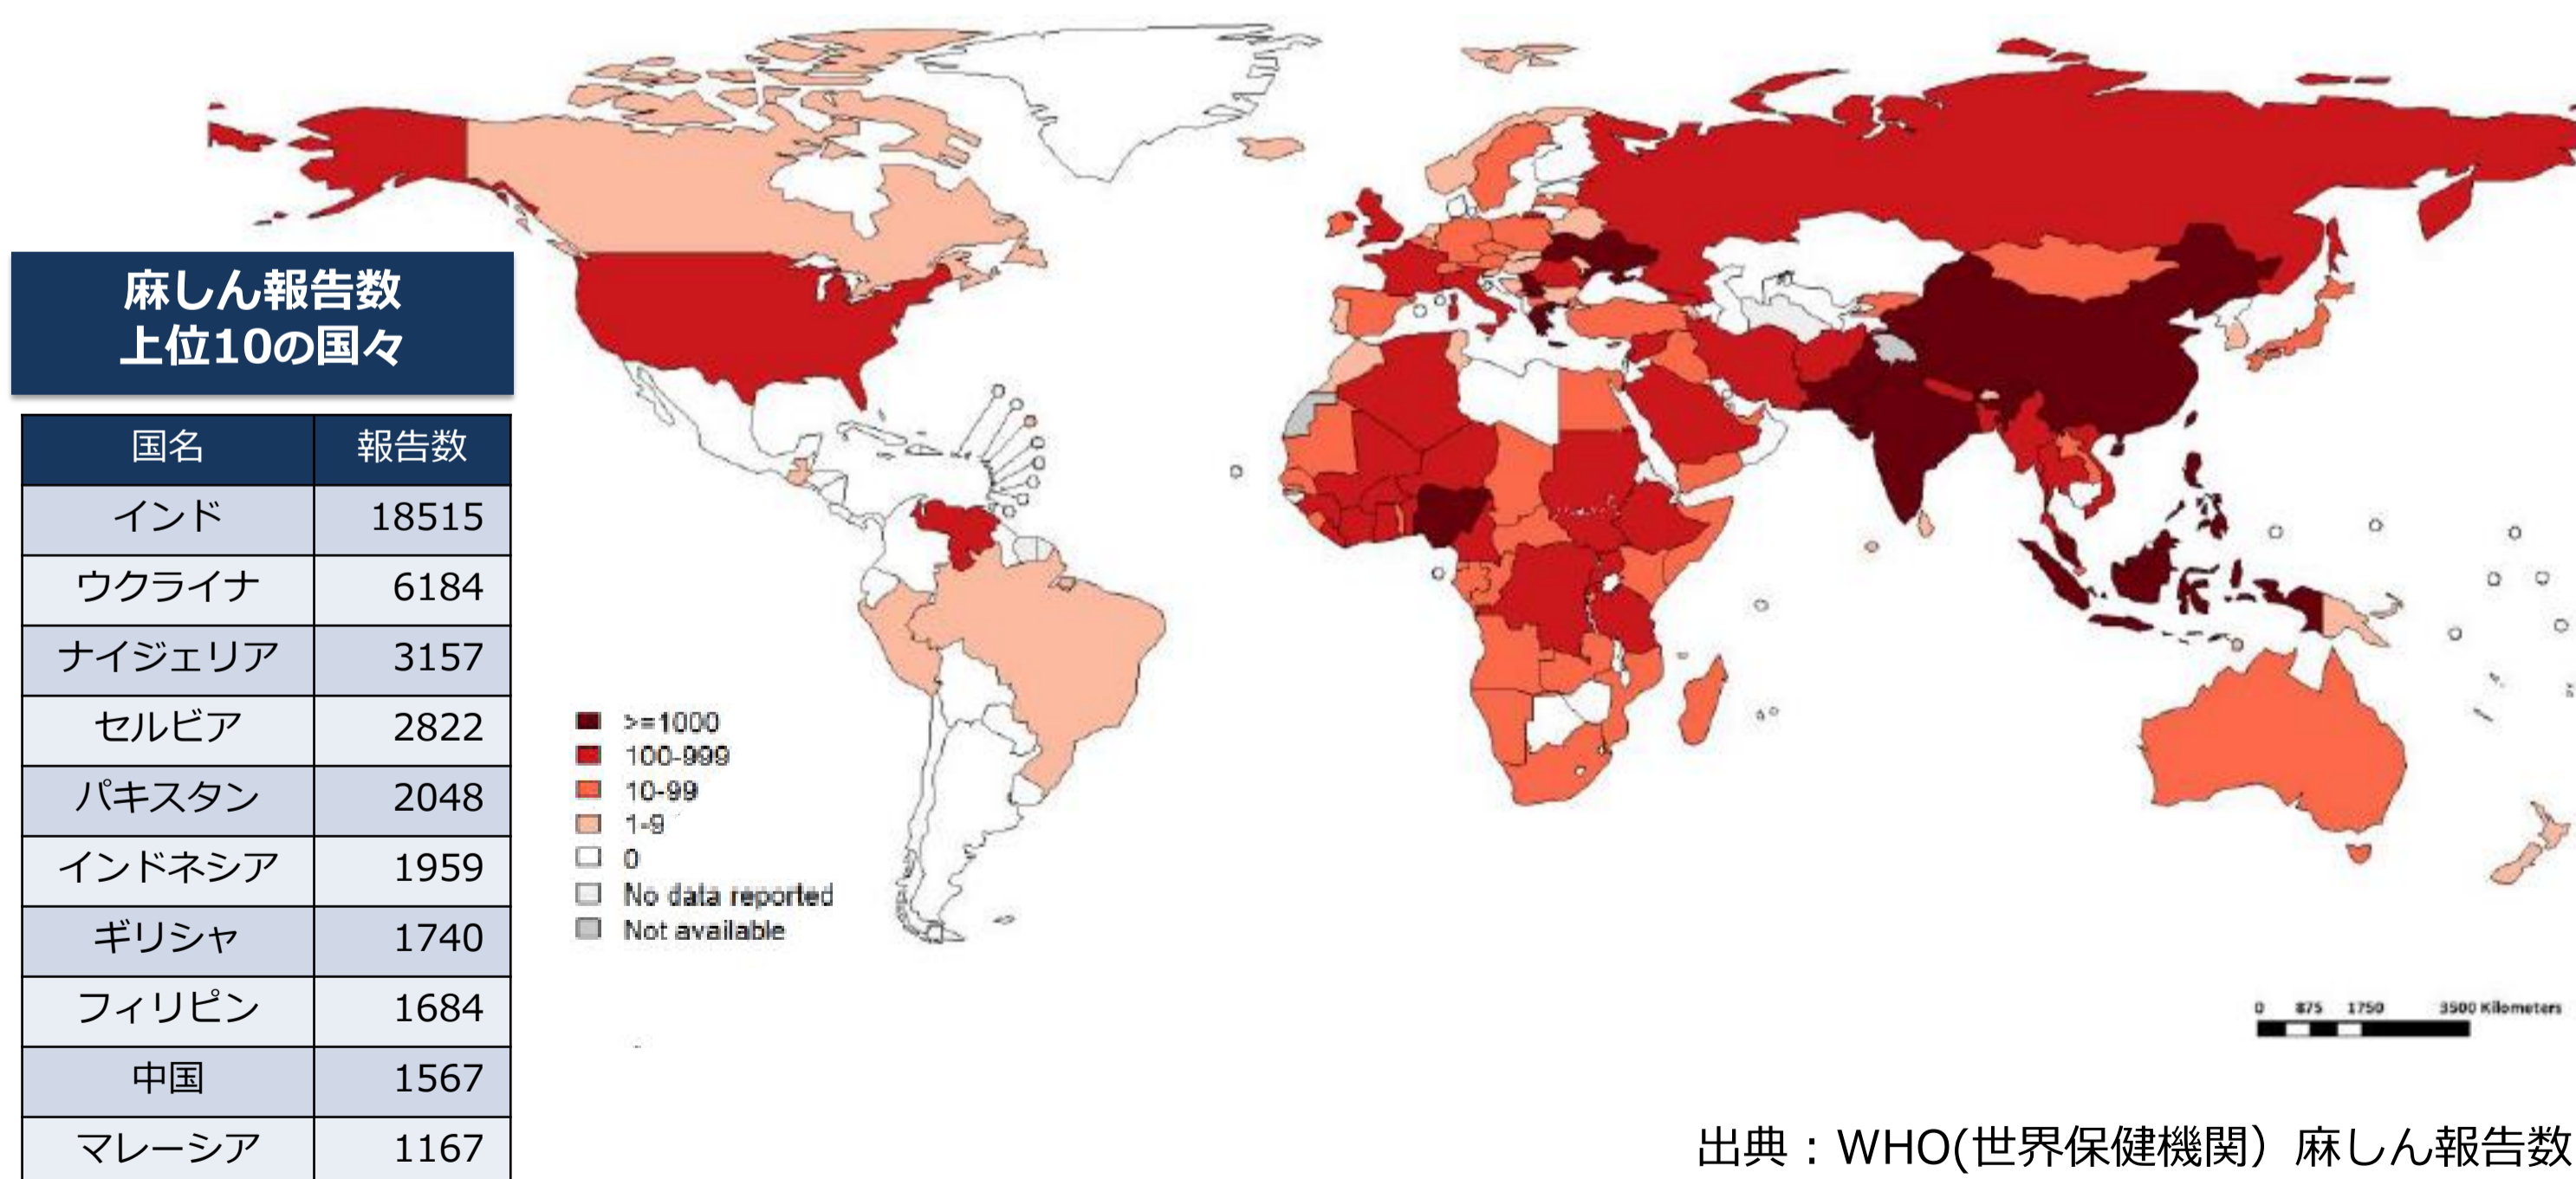 麻しん報告数
上位10の国々
国名 報告数
インド 18515
ウクライナ 6184
ナイジェリア 3157
セルビア 2822
パキスタン 2048
インドネシア 1959
ギリシャ 1740
フィリピン 1684
中国 1567
マレーシア 1167
>=1000
100-999
10-99
1-9
0
No data reported
Not available
0 875 1750 3500 Kilometers
出典：WHO(世界保健機関）麻しん報告数